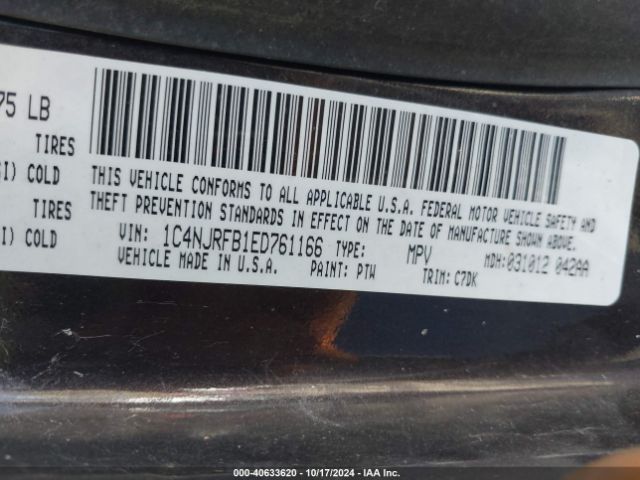 75 LB
TIRES
I) COLD
TIRES
I) COLD
THIS VEHICLE CONFORMS TO ALL APPLICABLE U.S.A. FEDERAL MOTOR VEHICLE SAFETY AND
THEFT PREVENTION STANDARDS IN EFFECT ON THE DATE OF MANUFACTURE SHOWN ABOVE.
VIN: 1C4NJRFB1ED761166 TYPE: MPV MDH:031012 042AA
VEHICLE MADE IN U.S.A. PAINT: PTW TRIM: C7DK
000-40633620 - 10/17/2024 - IAA Inc.